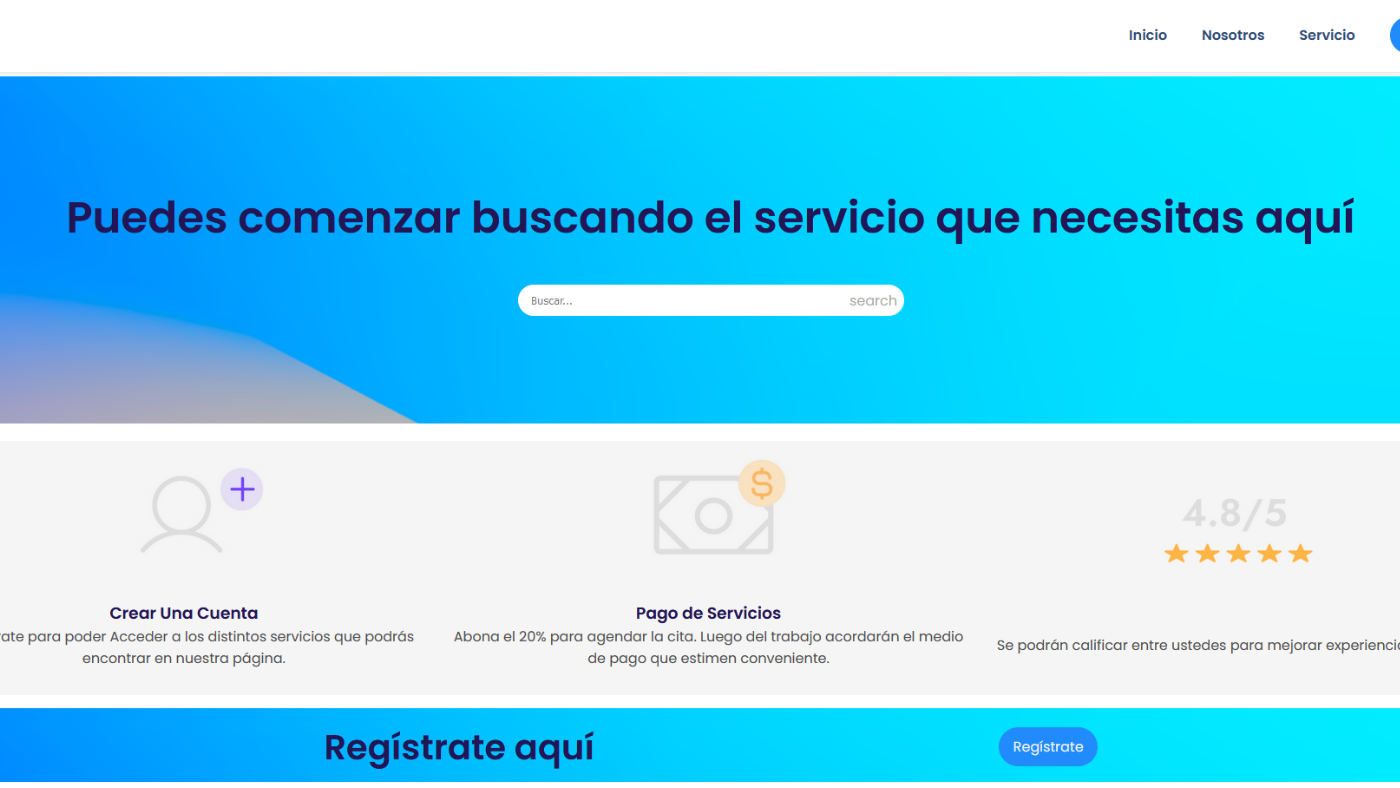 Inicio Nosotros Servicio
Puedes comenzar buscando el servicio que necesitas aquí
Buscar... search
4.8/5
Crear Una Cuenta
para poder Acceder a los distintos servicios que podrás
encontrar en nuestra página.
Pago de Servicios
Abona el 20% para agendar la cita. Luego del trabajo acordarán el medio
de pago que estimen conveniente.
Se podrán calificar entre ustedes para mejorar
Regístrate aquí
Regístrate